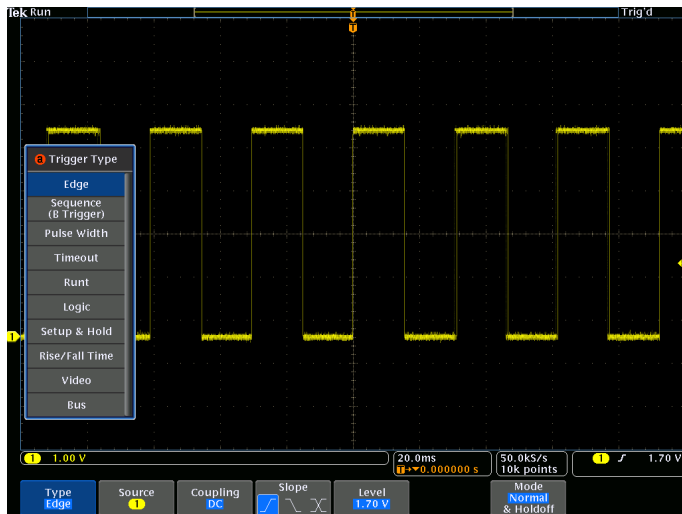 Tek Run Trig'd
T
T
a Trigger Type
Edge
Sequence
(B Trigger)
Pulse Width
Timeout
Runt
Logic
Setup & Hold
Rise/Fall Time
Video
Bus
1
1 1.00 V
20.0ms
T→▼0.000000 s
50.0kS/s
10k points
1 1.70 V
Type
Edge
Source
1
Coupling
DC
Slope
Level
1.70 V
Mode
Normal
& Holdoff